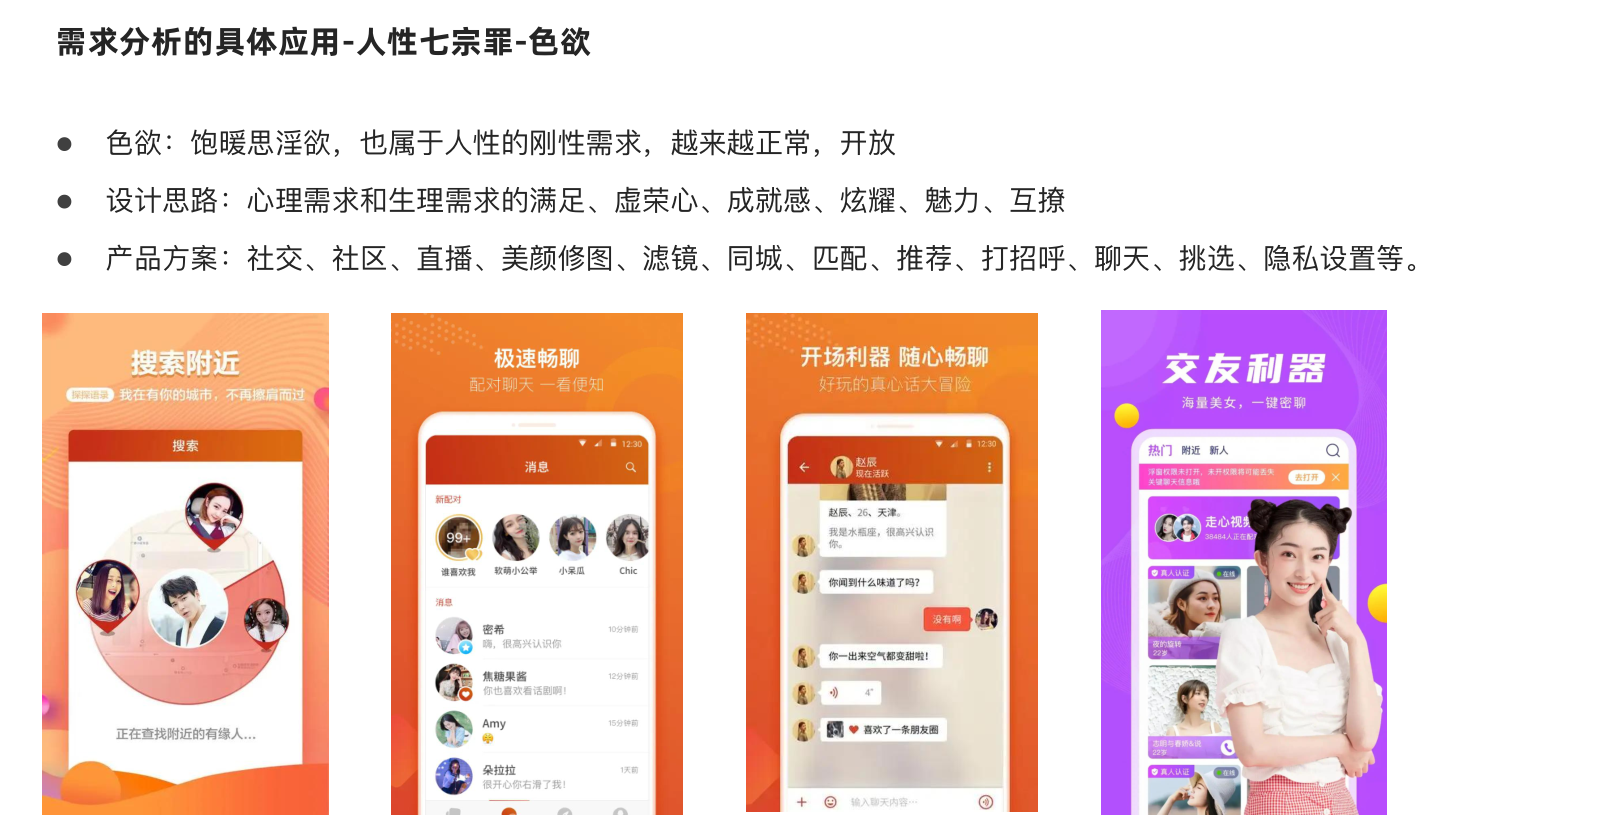 需求分析的具体应用-人性七宗罪-色欲
● 色欲：饱暖思淫欲，也属于人性的刚性需求，越来越正常，开放
● 设计思路：心理需求和生理需求的满足、虚荣心、成就感、炫耀、魅力、互撩
● 产品方案：社交、社区、直播、美颜修图、滤镜、同城、匹配、推荐、打招呼、聊天、挑选、隐私设置等。
搜索附近
探探语录 我在有你的城市，不再擦肩而过
搜索
正在查找附近的有缘人...
极速畅聊
配对聊天 一看便知
12:30
消息
新配对
99+
谁喜欢我 软萌小公举 小呆瓜 Chic
消息
密希 10分钟前
嗨，很高兴认识你
焦糖果酱 12分钟前
你也喜欢看话剧啊！
Amy 15分钟前
朵拉拉 1天前
很开心你右滑了我！
开场利器 随心畅聊
好玩的真心话大冒险
12:30
赵辰
现在活跃
赵辰、26、天津。
我是水瓶座，很高兴认识
你。
你闻到什么味道了吗？
没有啊
你一出来空气都变甜啦！
4"
喜欢了一条朋友圈
输入聊天内容…
交友利器
海量美女，一键密聊
热门 附近 新人
浮窗权限未打开，未开权限将可能丢失
关键聊天信息哦
去打开
走心视频
38484人正在配
真人认证 在线
夜的旋转
22岁
22岁
真人认证 在线